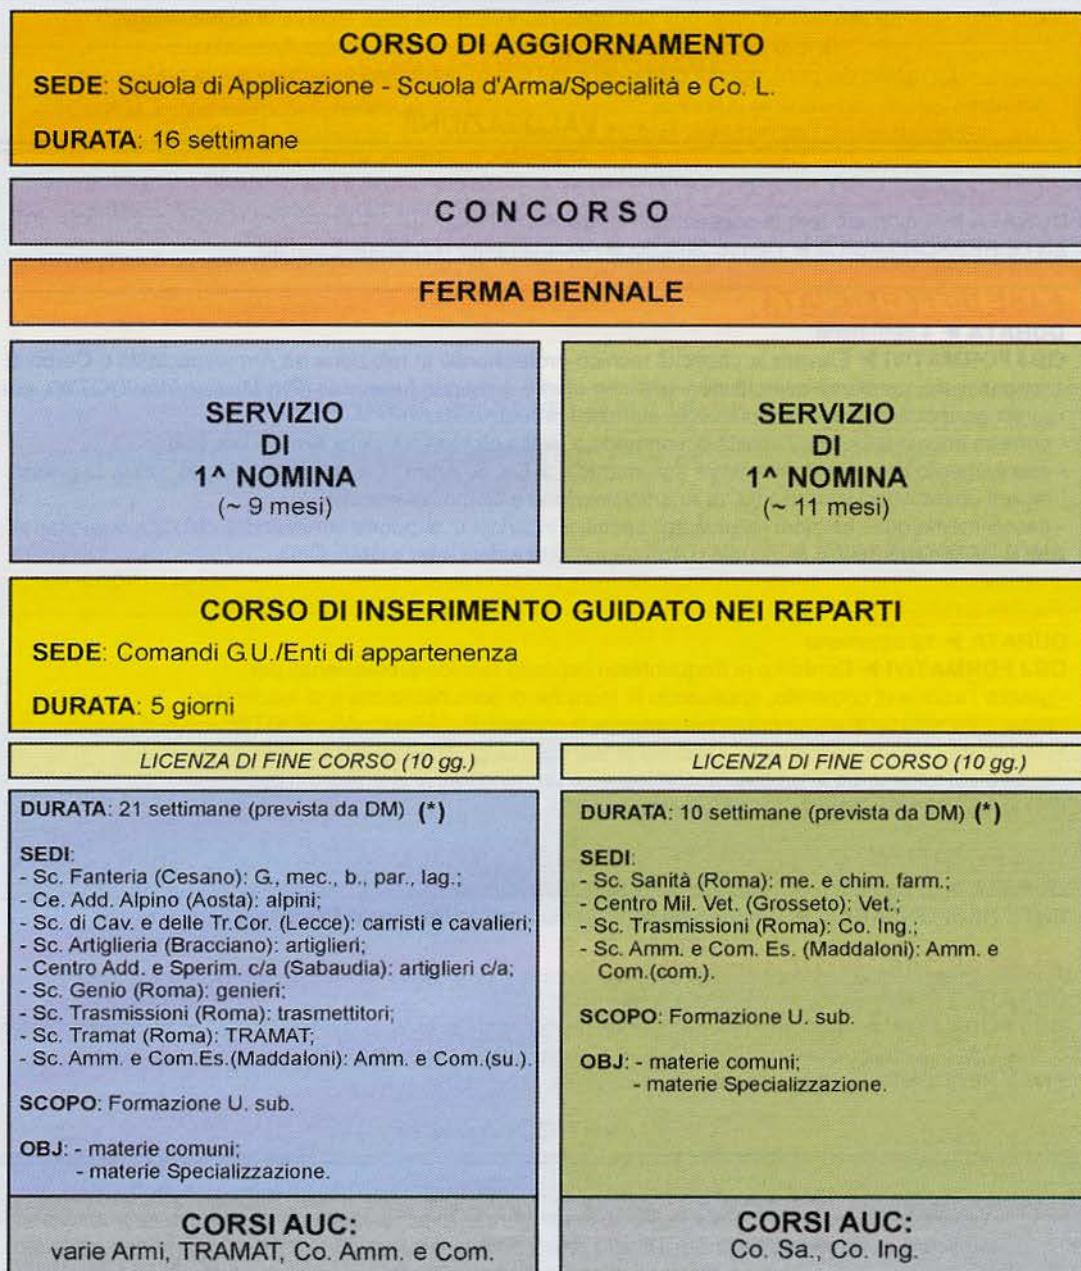 CORSO DI AGGIORNAMENTO
SEDE: Scuola di Applicazione - Scuola d'Arma/Specialità e Co. L.
DURATA: 16 settimane
CONCORSO
FERMA BIENNALE
SERVIZIO
DI
1^ NOMINA
(~ 9 mesi)
SERVIZIO
DI
1^ NOMINA
(~ 11 mesi)
CORSO DI INSERIMENTO GUIDATO NEI REPARTI
SEDE: Comandi G.U./Enti di appartenenza
DURATA: 5 giorni
LICENZA DI FINE CORSO (10 gg.)
DURATA: 21 settimane (prevista da DM) (*)
SEDI:
- Sc. Fanteria (Cesano): G., mec., b., par., lag.;
- Ce. Add. Alpino (Aosta): alpini;
- Sc. di Cav. e delle Tr.Cor. (Lecce): carristi e cavalieri;
- Sc. Artiglieria (Bracciano): artiglieri;
- Centro Add. e Sperim. c/a (Sabaudia): artiglieri c/a;
- Sc. Genio (Roma): genieri;
- Sc. Trasmissioni (Roma): trasmettitori;
- Sc. Tramat (Roma): TRAMAT;
- Sc. Amm. e Com.Es.(Maddaloni): Amm. e Com.(su.).
SCOPO: Formazione U. sub.
OBJ: - materie comuni;
- materie Specializzazione.
CORSI AUC:
varie Armi, TRAMAT, Co. Amm. e Com.
LICENZA DI FINE CORSO (10 gg.)
DURATA: 10 settimane (prevista da DM) (*)
SEDI:
- Sc. Sanità (Roma): me. e chim. farm.;
- Centro Mil. Vet. (Grosseto): Vet.;
- Sc. Trasmissioni (Roma): Co. Ing.;
- Sc. Amm. e Com. Es. (Maddaloni): Amm. e
Com.(com.).
SCOPO: Formazione U. sub.
OBJ: - materie comuni;
- materie Specializzazione.
CORSI AUC:
Co. Sa., Co. Ing.